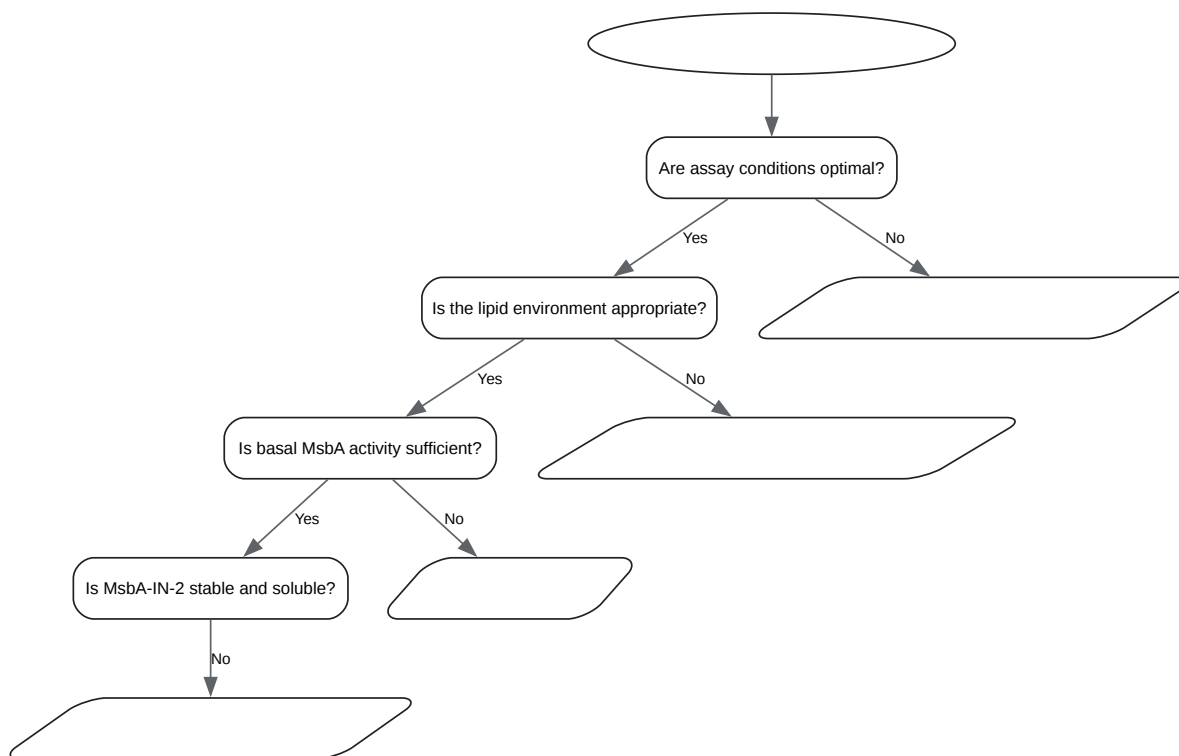 Are assay conditions optimal?
Yes
No
Is the lipid environment appropriate?
Yes
No
Is basal MsbA activity sufficient?
Yes
No
Is MsbA-IN-2 stable and soluble?
No